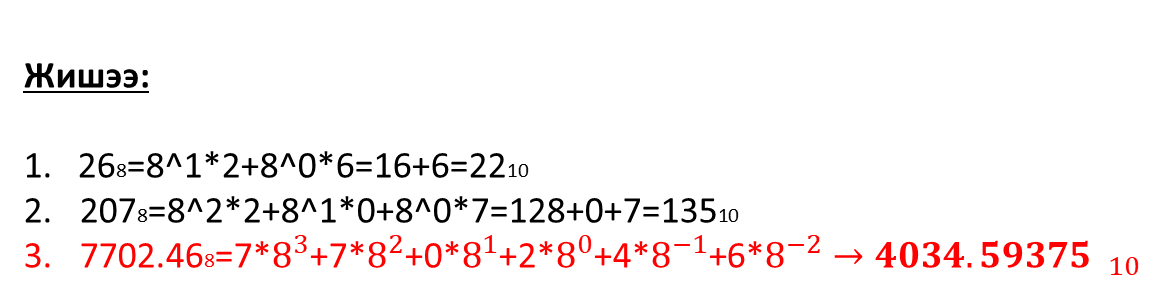 Жишээ:
1. 26₈=8^1*2+8^0*6=16+6=22₁₀
2. 207₈=8^2*2+8^1*0+8^0*7=128+0+7=135₁₀
3. 7702.46₈=7*8³+7*8²+0*8¹+2*8⁰+4*8⁻¹+6*8⁻² → 4034.59375 ₁₀